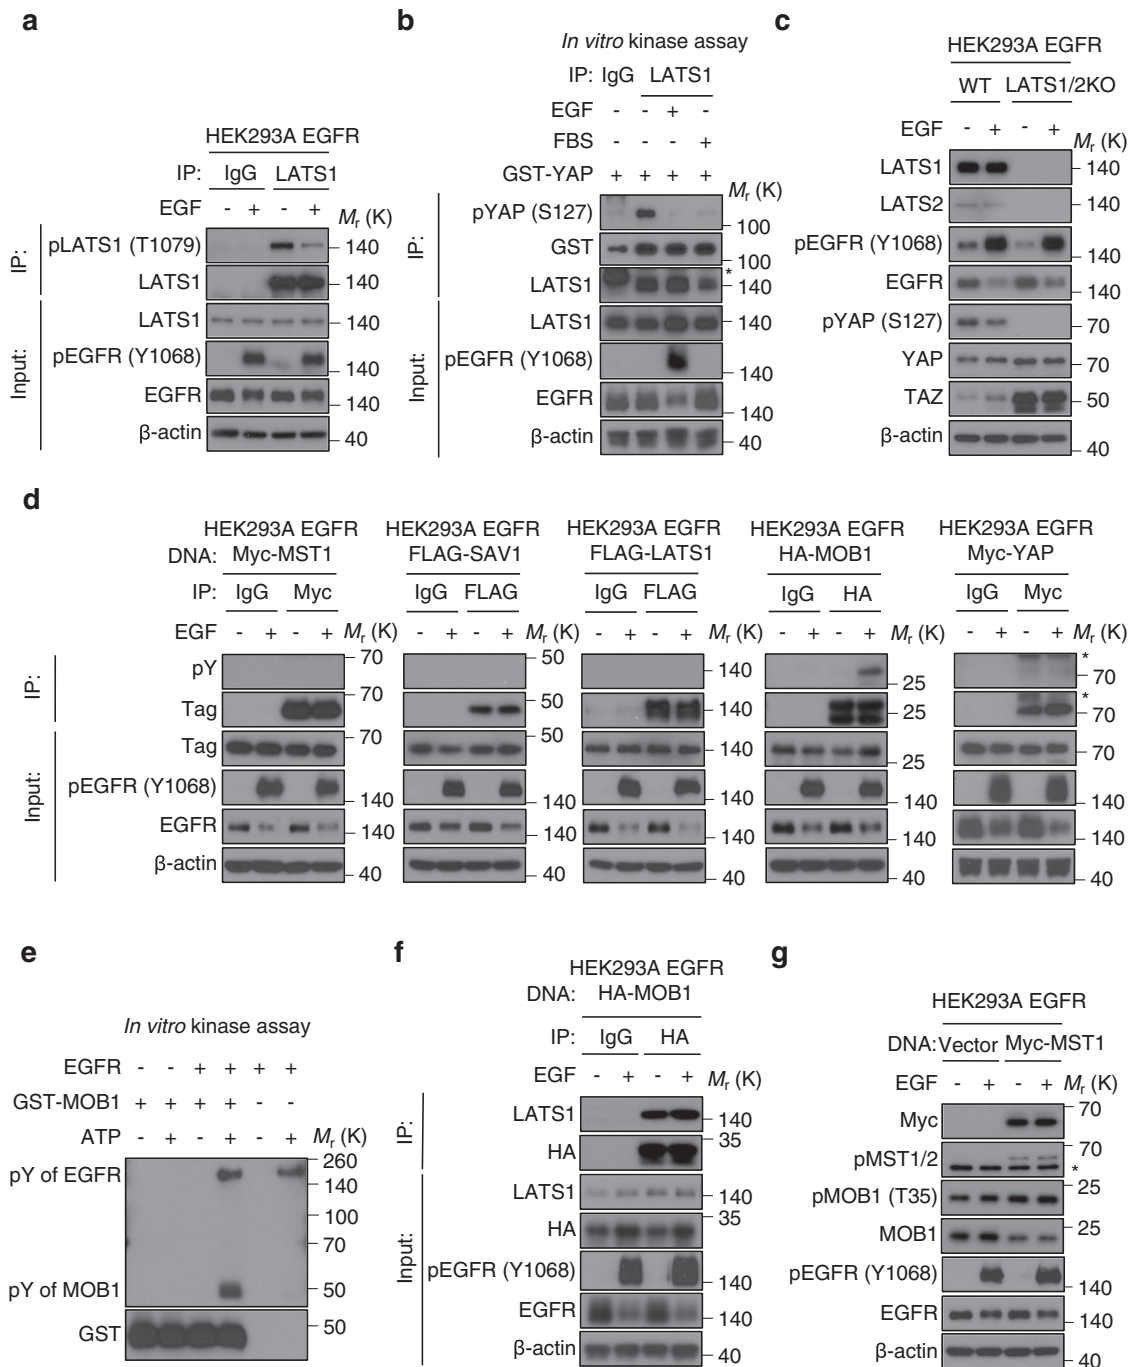 a
HEK293A EGFR
IP: IgG LATS1
EGF - + - + Mr (K)
IP:
pLATS1 (T1079) 140
LATS1 140
Input:
LATS1 140
pEGFR (Y1068) 140
EGFR 140
β-actin 40
b
In vitro kinase assay
IP: IgG LATS1
EGF - - + -
FBS - - - +
GST-YAP + + + + Mr (K)
IP:
pYAP (S127) 100
GST 100
LATS1 * 140
Input:
LATS1 140
pEGFR (Y1068) 140
EGFR 140
β-actin 40
c
HEK293A EGFR
WT LATS1/2KO
EGF - + - + Mr (K)
LATS1 140
LATS2 140
pEGFR (Y1068) 140
EGFR 140
pYAP (S127) 70
YAP 70
TAZ 50
β-actin 40
d
HEK293A EGFR HEK293A EGFR HEK293A EGFR HEK293A EGFR HEK293A EGFR
DNA: Myc-MST1 FLAG-SAV1 FLAG-LATS1 HA-MOB1 Myc-YAP
IP: IgG Myc IgG FLAG IgG FLAG IgG HA IgG Myc
EGF - + - + Mr (K) - + - + Mr (K) - + - + Mr (K) - + - + Mr (K) - + - + Mr (K)
IP:
pY 70 50 140 25 * 70
Tag 70 50 140 25 * 70
Input:
Tag 70 50 140 25 70
pEGFR (Y1068) 140 140 140 140 140
EGFR 140 140 140 140 140
β-actin 40 40 40 40 40
e
In vitro kinase assay
EGFR - - + + + +
GST-MOB1 + + + + - -
ATP - + - + - + Mr (K)
260
pY of EGFR 140
100
70
pY of MOB1 50
GST 50
f
HEK293A EGFR
DNA: HA-MOB1
IP: IgG HA
EGF - + - + Mr (K)
IP:
LATS1 140
HA 35
Input:
LATS1 140
HA 35
pEGFR (Y1068) 140
EGFR 140
β-actin 40
g
HEK293A EGFR
DNA: Vector Myc-MST1
EGF - + - + Mr (K)
Myc 70
pMST1/2 70 *
pMOB1 (T35) 25
MOB1 25
pEGFR (Y1068) 140
EGFR 140
β-actin 40